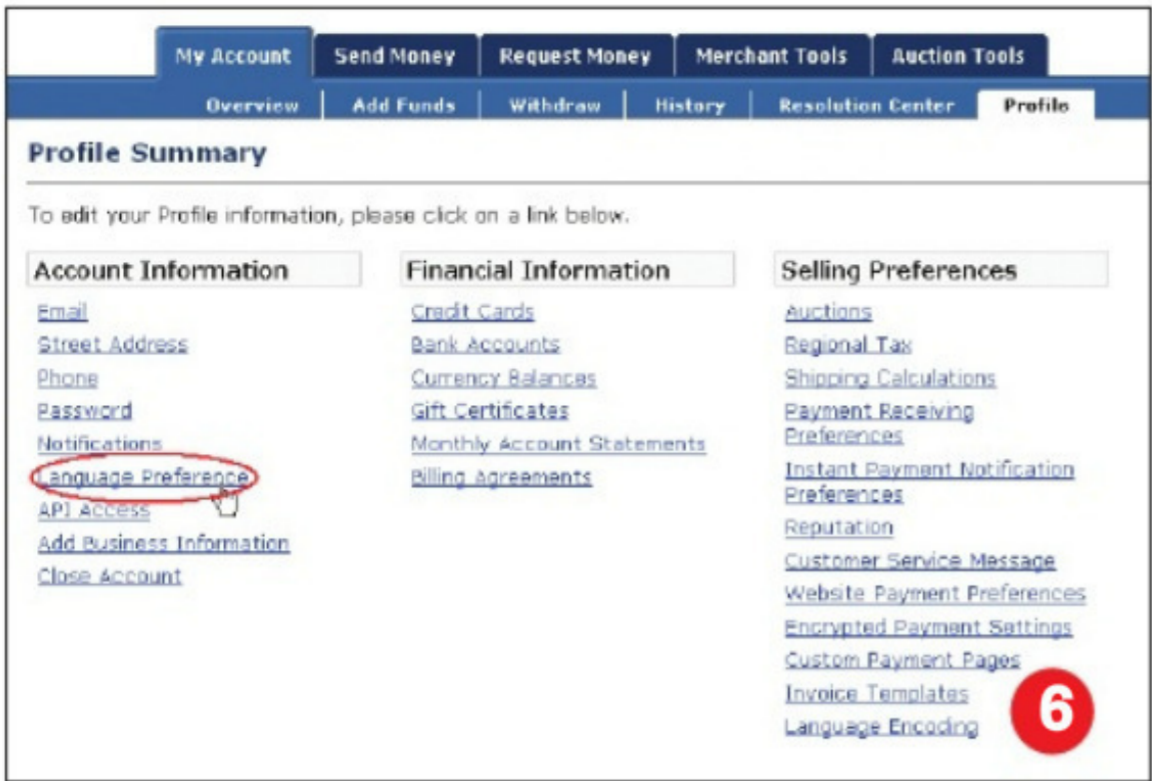 My Account Send Money Request Money Merchant Tools Auction Tools
Overview Add Funds Withdraw History Resolution Center Profile
Profile Summary
To edit your Profile information, please click on a link below.
Account Information
Email
Street Address
Phone
Password
Notifications
Language Preference
API Access
Add Business Information
Close Account
Financial Information
Credit Cards
Bank Accounts
Currency Balances
Gift Certificates
Monthly Account Statements
Billing Agreements
Selling Preferences
Auctions
Regional Tax
Shipping Calculations
Payment Receiving
Preferences
Instant Payment Notification
Preferences
Reputation
Customer Service Message
Website Payment Preferences
Encrypted Payment Settings
Custom Payment Pages
Invoice Templates
Language Encoding
6